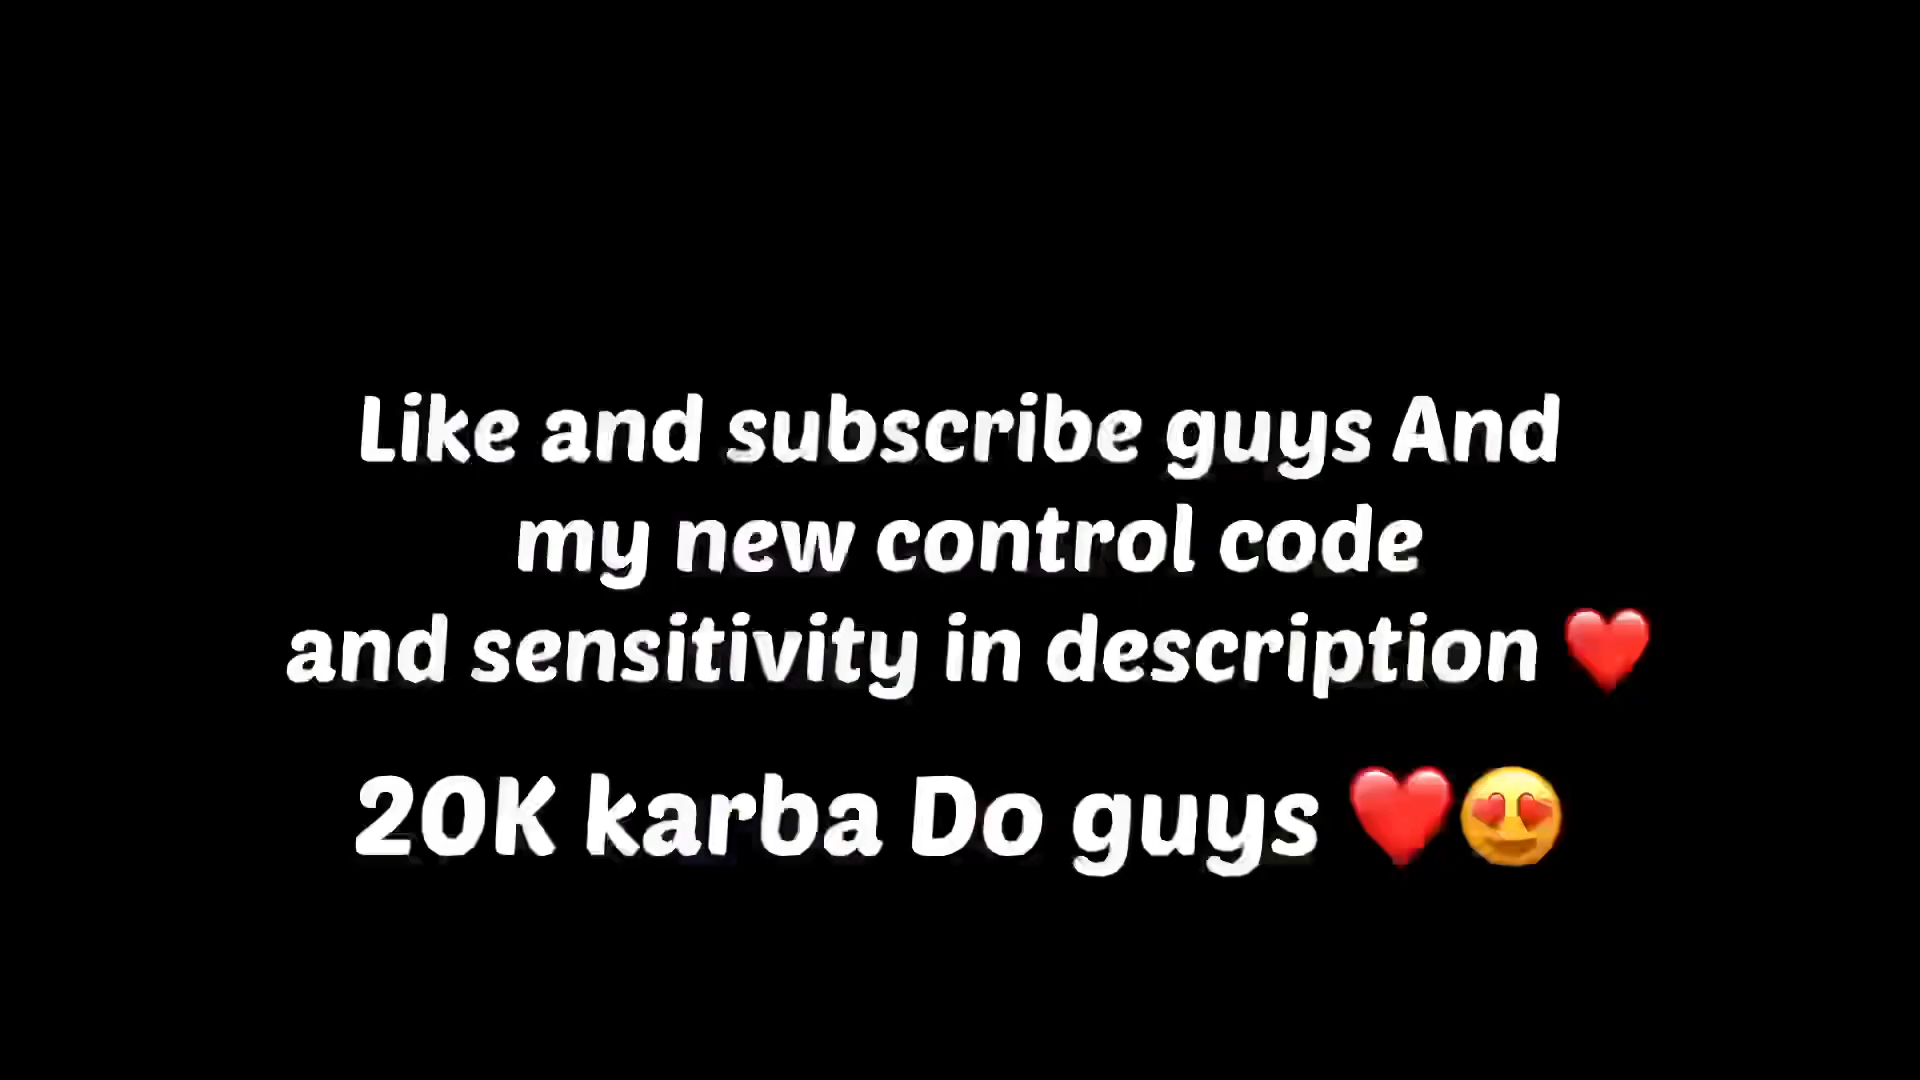 Like and subscribe guys And
my new control code
and sensitivity in description ❤️
20K karba Do guys ❤️😍